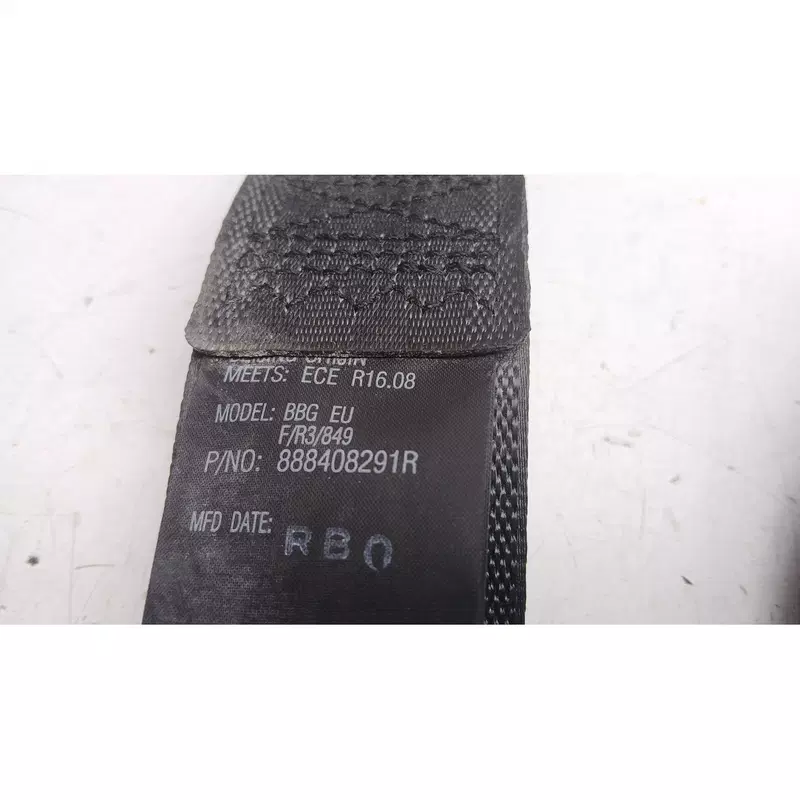 MEETS: ECE R16.08
MODEL: BBG EU
F/R3/849
P/NO: 888408291R
MFD DATE: RB0